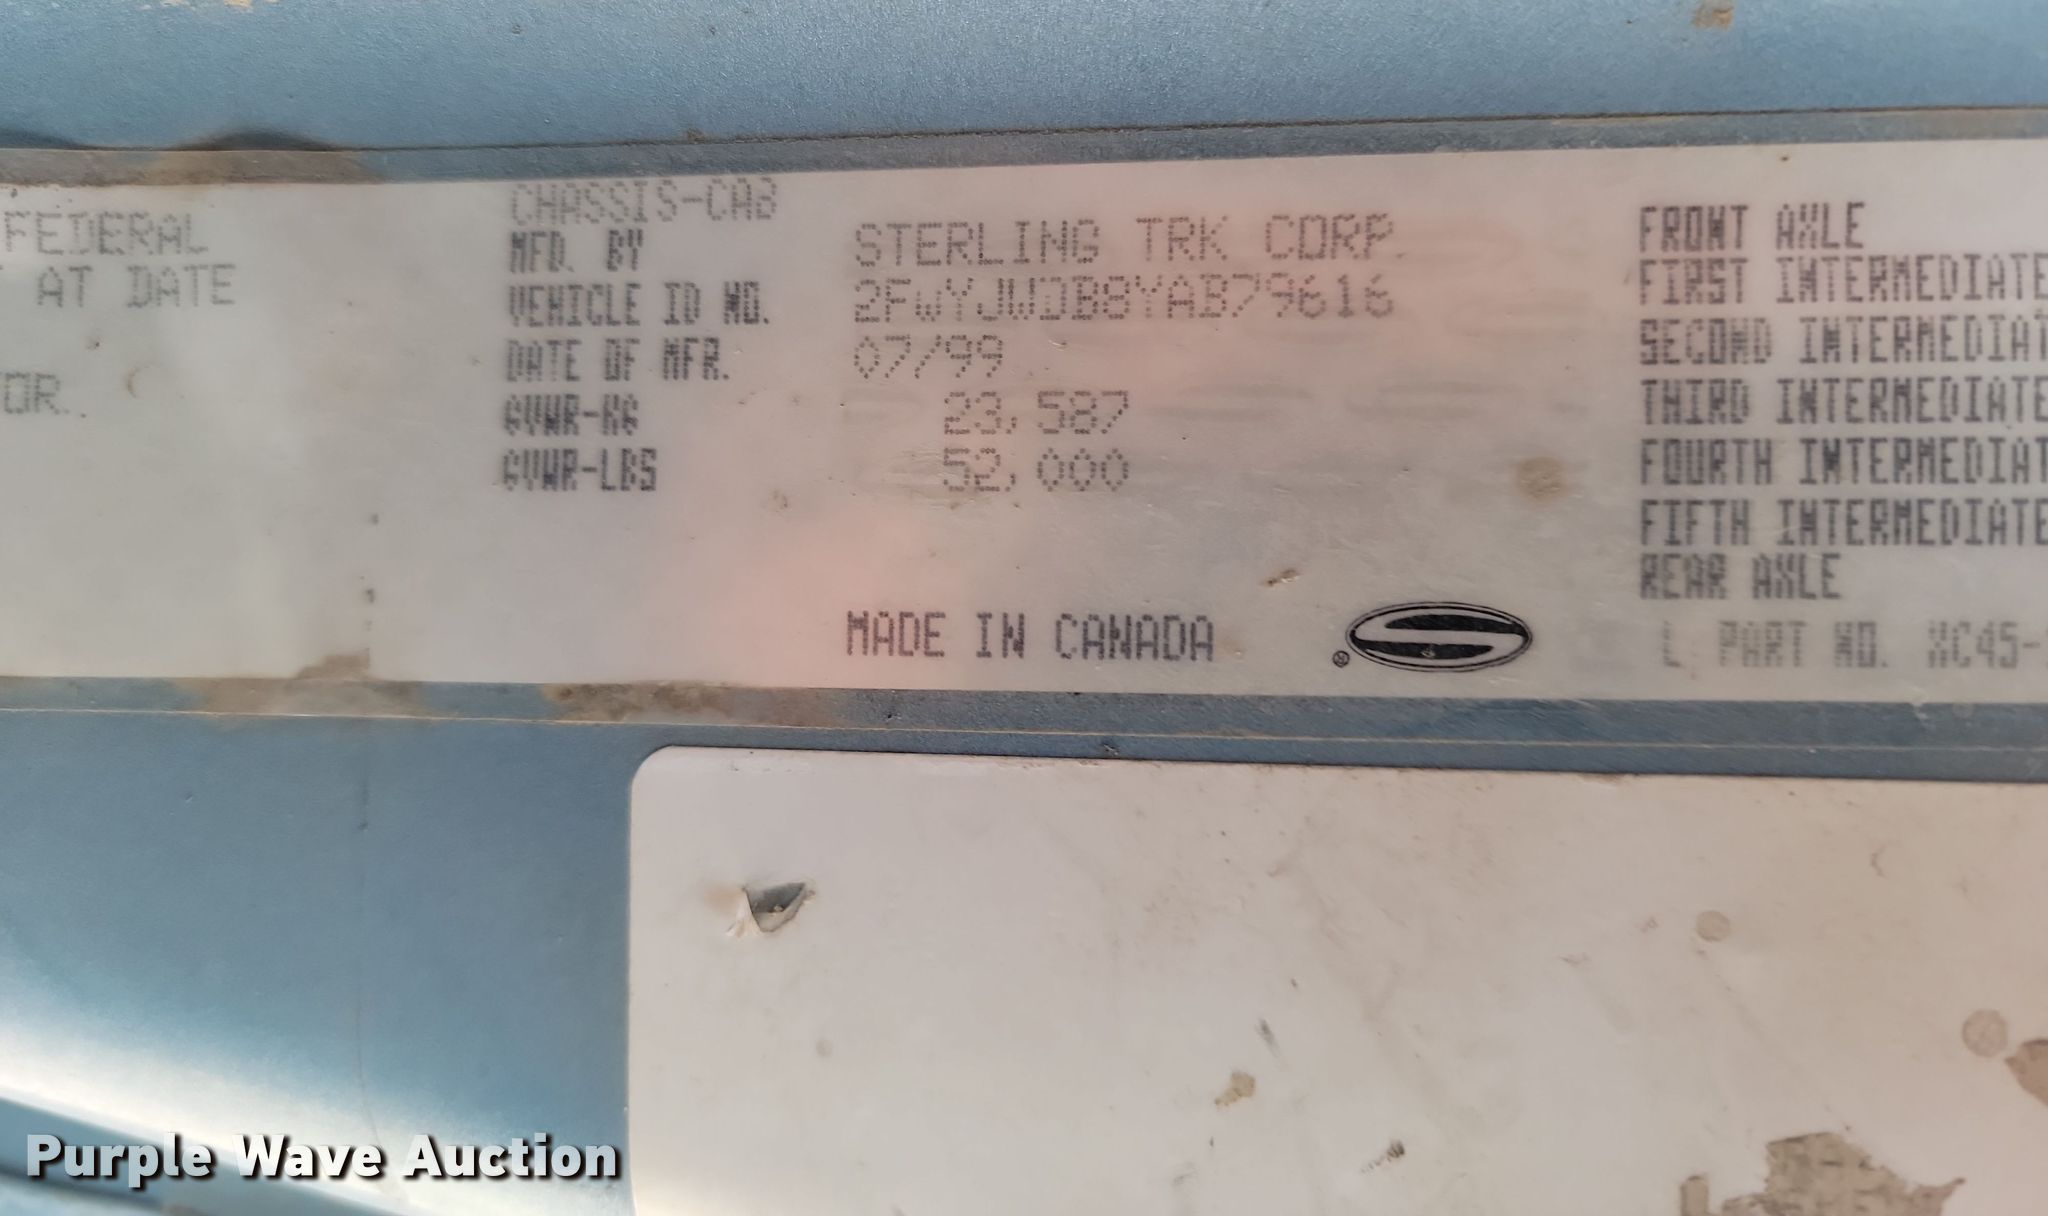 FEDERAL
AT DATE
OR.
CHASSIS-CAB
MFD. BY STERLING TRK CORP.
VEHICLE ID NO. 2FWYJWDB8YAB79616
DATE OF MFR. 07/99
GVWR-KG 23,587
GVWR-LBS 52,000
MADE IN CANADA
®
FRONT AXLE
FIRST INTERMEDIATE
SECOND INTERMEDIAT
THIRD INTERMEDIATE
FOURTH INTERMEDIAT
FIFTH INTERMEDIATE
REAR AXLE
PART NO. XC45-
Purple Wave Auction